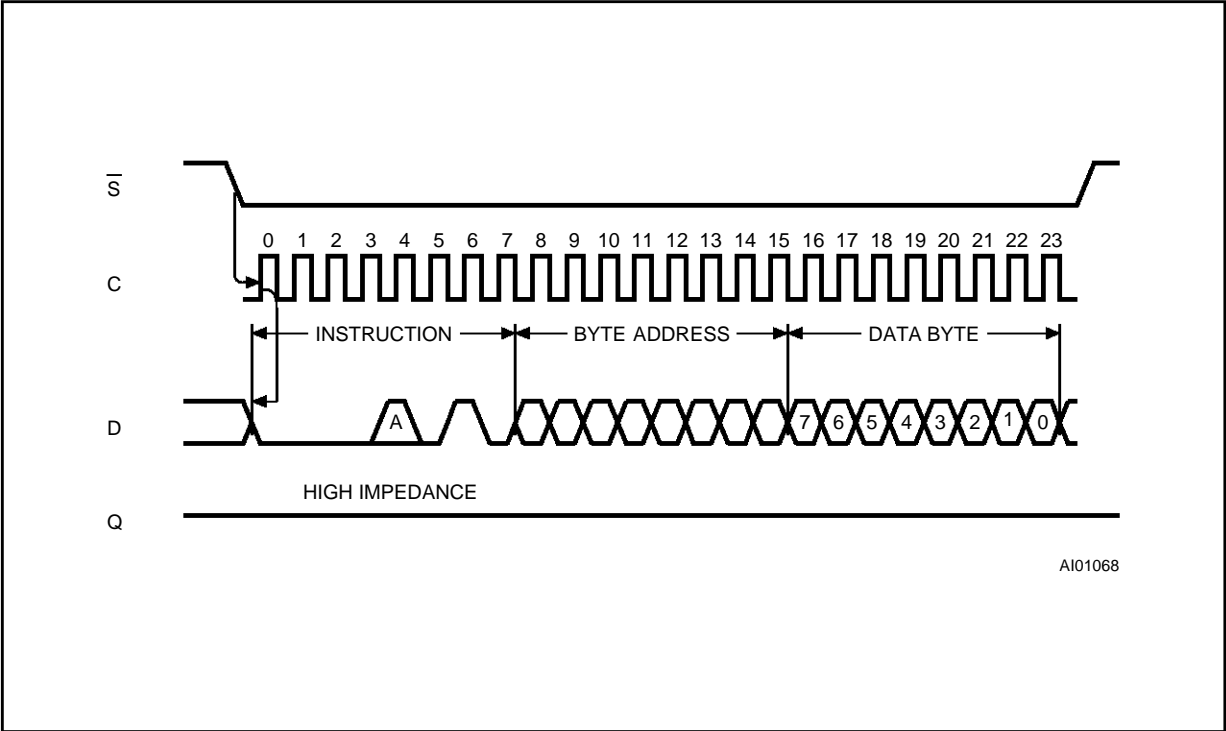 S̅
0 1 2 3 4 5 6 7 8 9 10 11 12 13 14 15 16 17 18 19 20 21 22 23
C
INSTRUCTION BYTE ADDRESS DATA BYTE
D A 7 6 5 4 3 2 1 0
HIGH IMPEDANCE
Q
AI01068